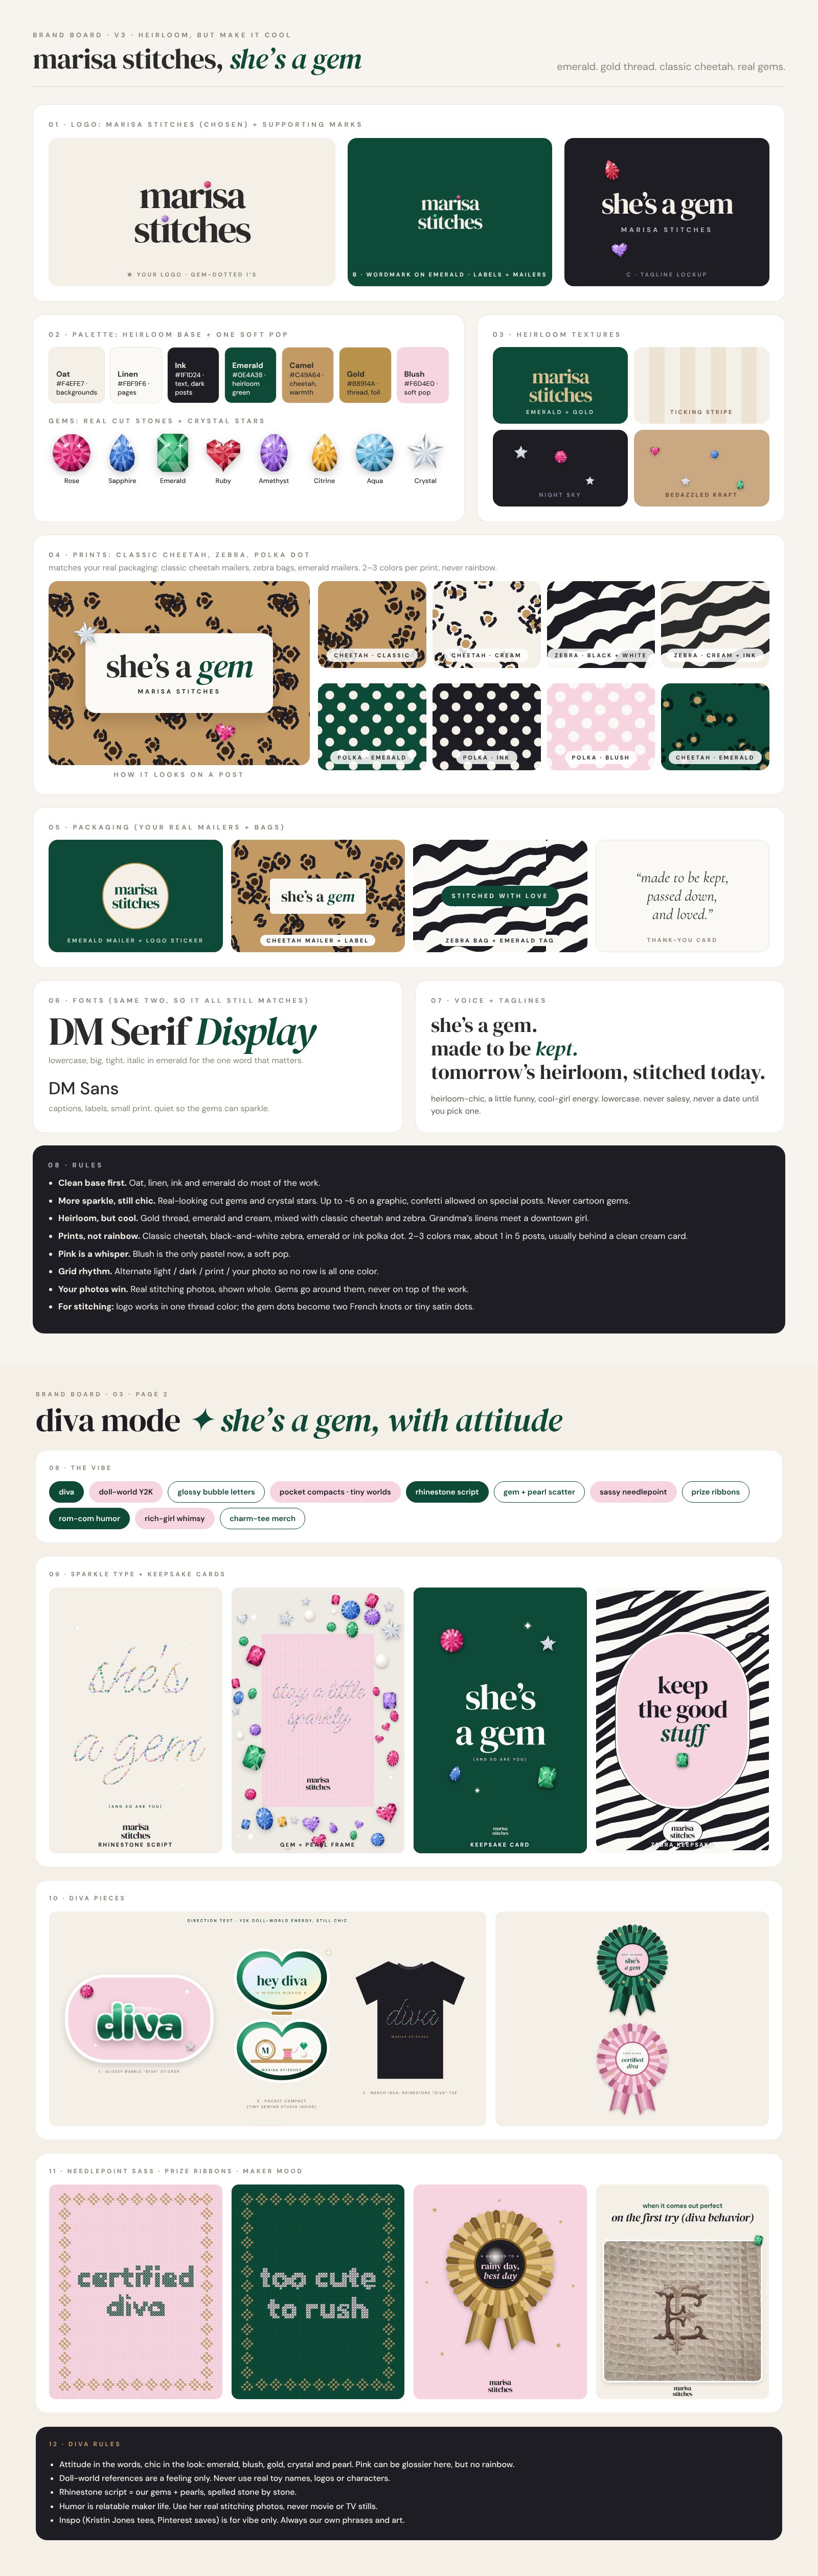 BRAND BOARD · V3 · HEIRLOOM, BUT MAKE IT COOL
marisa stitches, she's a gem
emerald. gold thread. classic cheetah. real gems.
01 · LOGO: MARISA STITCHES (CHOSEN) + SUPPORTING MARKS
marisa
stitches
★ YOUR LOGO · GEM-DOTTED I'S
marisa
stitches
B · WORDMARK ON EMERALD · LABELS + MAILERS
she's a gem
MARISA STITCHES
C · TAGLINE LOCKUP
02 · PALETTE: HEIRLOOM BASE + ONE SOFT POP
Oat
#F4EFE7 ·
backgrounds
Linen
#FBF9F6 ·
pages
Ink
#1F1D24 ·
text, dark
posts
Emerald
#0E4A38 ·
heirloom
green
Camel
#C49A64 ·
cheetah,
warmth
Gold
#B8914A ·
thread, foil
Blush
#F6D4E0 ·
soft pop
GEMS: REAL CUT STONES + CRYSTAL STARS
Rose
Sapphire
Emerald
Ruby
Amethyst
Citrine
Aqua
Crystal
03 · HEIRLOOM TEXTURES
marisa
stitches
EMERALD + GOLD
TICKING STRIPE
NIGHT SKY
BEDAZZLED KRAFT
04 · PRINTS: CLASSIC CHEETAH, ZEBRA, POLKA DOT
matches your real packaging: classic cheetah mailers, zebra bags, emerald mailers. 2–3 colors per print, never rainbow.
she's a gem
MARISA STITCHES
HOW IT LOOKS ON A POST
CHEETAH · CLASSIC
CHEETAH · CREAM
ZEBRA · BLACK + WHITE
ZEBRA · CREAM + INK
POLKA · EMERALD
POLKA · INK
POLKA · BLUSH
CHEETAH · EMERALD
05 · PACKAGING (YOUR REAL MAILERS + BAGS)
marisa
stitches
EMERALD MAILER + LOGO STICKER
she's a gem
CHEETAH MAILER + LABEL
STITCHED WITH LOVE
ZEBRA BAG + EMERALD TAG
“made to be kept,
passed down,
and loved.”
THANK-YOU CARD
06 · FONTS (SAME TWO, SO IT ALL STILL MATCHES)
DM Serif Display
lowercase, big, tight. italic in emerald for the one word that matters.
DM Sans
captions, labels, small print. quiet so the gems can sparkle.
07 · VOICE + TAGLINES
she's a gem.
made to be kept.
tomorrow's heirloom, stitched today.
heirloom-chic, a little funny, cool-girl energy. lowercase. never salesy, never a date until
you pick one.
08 · RULES
• Clean base first. Oat, linen, ink and emerald do most of the work.
• More sparkle, still chic. Real-looking cut gems and crystal stars. Up to ~6 on a graphic, confetti allowed on special posts. Never cartoon gems.
• Heirloom, but cool. Gold thread, emerald and cream, mixed with classic cheetah and zebra. Grandma's linens meet a downtown girl.
• Prints, not rainbow. Classic cheetah, black-and-white zebra, emerald or ink polka dot. 2–3 colors max, about 1 in 5 posts, usually behind a clean cream card.
• Pink is a whisper. Blush is the only pastel now, a soft pop.
• Grid rhythm. Alternate light / dark / print / your photo so no row is all one color.
• Your photos win. Real stitching photos, shown whole. Gems go around them, never on top of the work.
• For stitching: logo works in one thread color; the gem dots become two French knots or tiny satin dots.
BRAND BOARD · 03 · PAGE 2
diva mode ✦ she's a gem, with attitude
08 · THE VIBE
diva
doll-world Y2K
glossy bubble letters
pocket compacts · tiny worlds
rhinestone script
gem + pearl scatter
sassy needlepoint
prize ribbons
rom-com humor
rich-girl whimsy
charm-tee merch
09 · SPARKLE TYPE + KEEPSAKE CARDS
she's
a gem
(AND SO ARE YOU)
marisa
stitches
RHINESTONE SCRIPT
stay a little
sparkly
marisa
stitches
GEM + PEARL FRAME
she's
a gem
(AND SO ARE YOU)
marisa
stitches
KEEPSAKE CARD
keep
the good
stuff
marisa
stitches
ZEBRA KEEPSAKE
10 · DIVA PIECES
DIRECTION TEST · Y2K DOLL-WORLD ENERGY, STILL CHIC
diva
1 · GLOSSY BUBBLE "DIVA" STICKER
hey diva
M
MARISA STITCHES
2 · POCKET COMPACT
(TINY SEWING STUDIO INSIDE)
diva
MARISA STITCHES
3 · MERCH IDEA: RHINESTONE "DIVA" TEE
she's
a gem
certified
diva
11 · NEEDLEPOINT SASS · PRIZE RIBBONS · MAKER MOOD
certified
diva
too cute
to rush
rainy day,
best day
marisa
stitches
when it comes out perfect
on the first try (diva behavior)
E
marisa
stitches
12 · DIVA RULES
• Attitude in the words, chic in the look: emerald, blush, gold, crystal and pearl. Pink can be glossier here, but no rainbow.
• Doll-world references are a feeling only. Never use real toy names, logos or characters.
• Rhinestone script = our gems + pearls, spelled stone by stone.
• Humor is relatable maker life. Use her real stitching photos, never movie or TV stills.
• Inspo (Kristin Jones tees, Pinterest saves) is for vibe only. Always our own phrases and art.